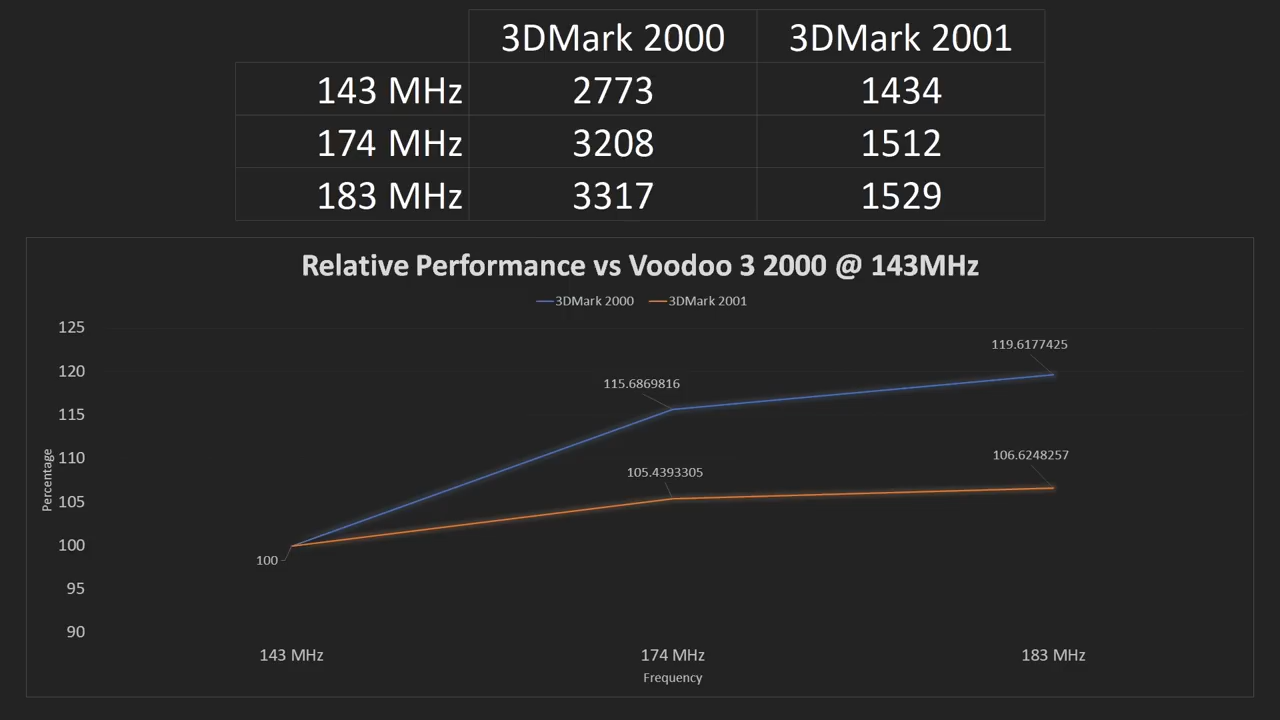 3DMark 2000 3DMark 2001
143 MHz 2773 1434
174 MHz 3208 1512
183 MHz 3317 1529
Relative Performance vs Voodoo 3 2000 @ 143MHz
3DMark 2000 3DMark 2001
125
120
115
110
105
100
95
90
Percentage
100
115.6869816
119.6177425
105.4393305
106.6248257
143 MHz 174 MHz 183 MHz
Frequency